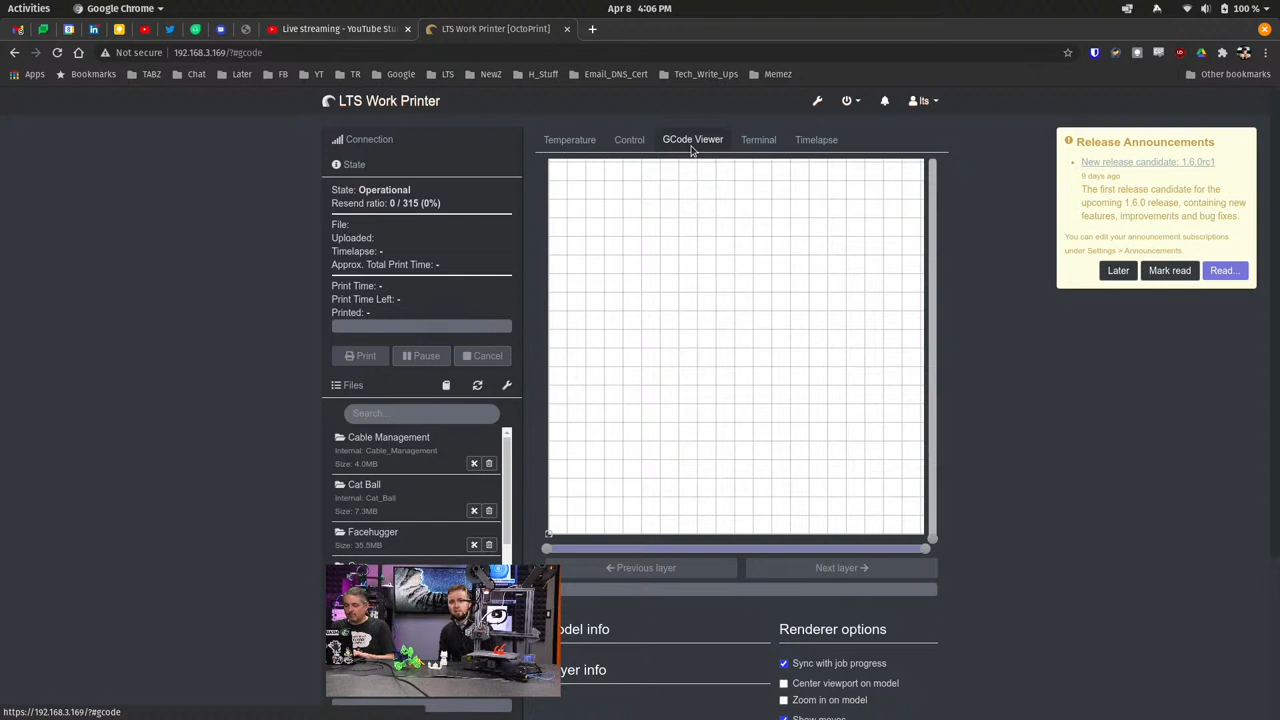 Activities
Google Chrome
Apr 8 4:06 PM
100 %
Live streaming - YouTube Stu
LTS Work Printer [OctoPrint]
Not secure
192.168.3.169/?#gcode
Apps
Bookmarks
TABZ
Chat
Later
FB
YT
TR
Google
LTS
NewZ
H_Stuff
Email_DNS_Cert
Tech_Write_Ups
Memez
Other bookmarks
LTS Work Printer
lts
Connection
State
State: Operational
Resend ratio: 0 / 315 (0%)
File:
Uploaded:
Timelapse: -
Approx. Total Print Time: -
Print Time: -
Print Time Left: -
Printed: -
Print
Pause
Cancel
Files
Search...
Cable Management
Internal: Cable_Management
Size: 4.0MB
Cat Ball
Internal: Cat_Ball
Size: 7.3MB
Facehugger
Size: 35.5MB
Temperature
Control
GCode Viewer
Terminal
Timelapse
Previous layer
Next layer
odel info
yer info
Renderer options
Sync with job progress
Center viewport on model
Zoom in on model
Show moves
Release Announcements
New release candidate: 1.6.0rc1
9 days ago
The first release candidate for the
upcoming 1.6.0 release, containing new
features, improvements and bug fixes.
You can edit your announcement subscriptions
under Settings > Announcements.
Later
Mark read
Read...
https://192.168.3.169/?#gcode